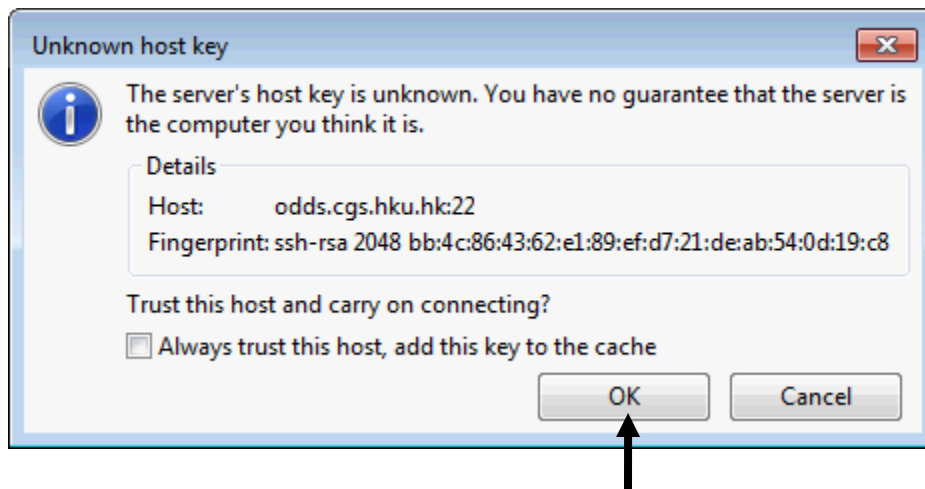 Unknown host key
The server's host key is unknown. You have no guarantee that the server is
the computer you think it is.
Details
Host: odds.cgs.hku.hk:22
Fingerprint: ssh-rsa 2048 bb:4c:86:43:62:e1:89:ef:d7:21:de:ab:54:0d:19:c8
Trust this host and carry on connecting?
Always trust this host, add this key to the cache
OK Cancel